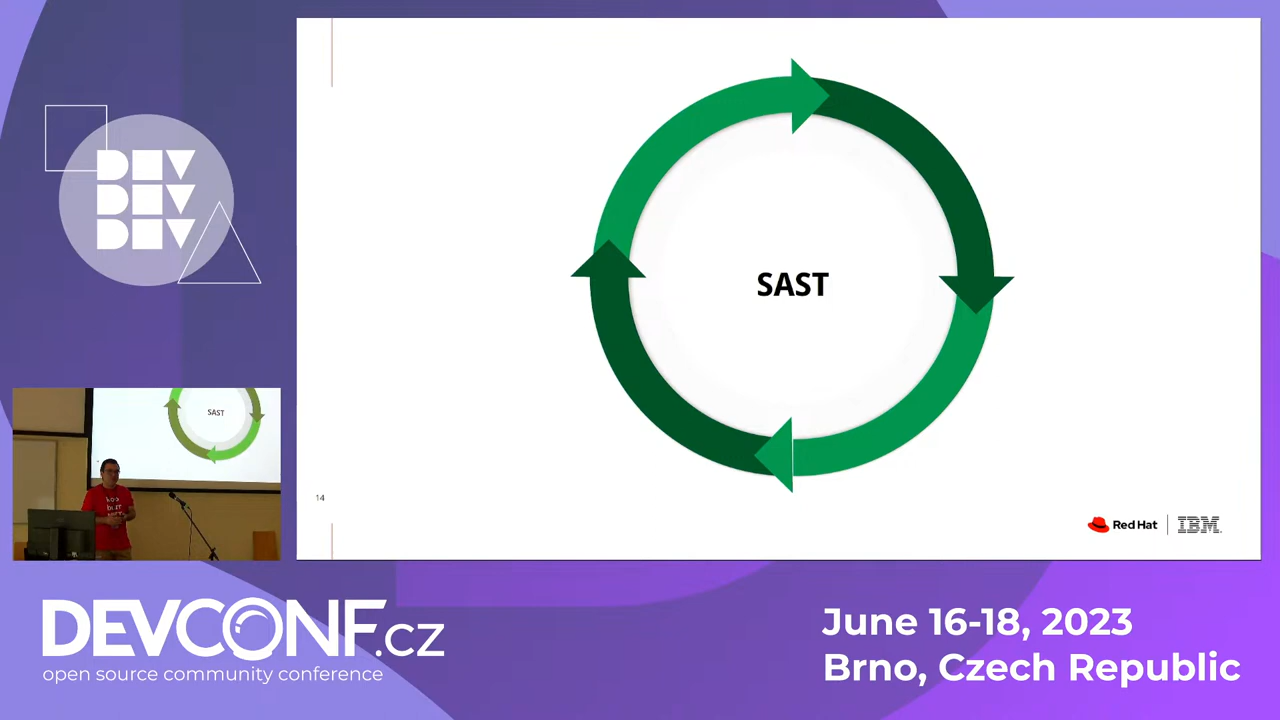 DEV
DEV
DEV
SAST
14
Red Hat
IBM
SAST
DEVCONF.cz
open source community conference
June 16-18, 2023
Brno, Czech Republic